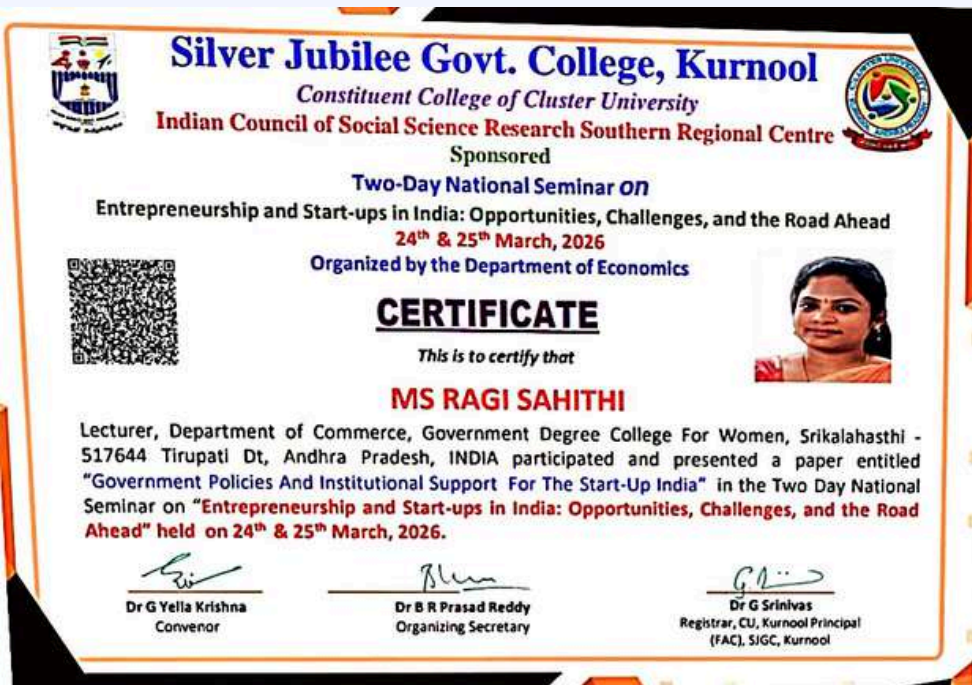 Silver Jubilee Govt. College, Kurnool
Constituent College of Cluster University
Indian Council of Social Science Research Southern Regional Centre
Sponsored
Two-Day National Seminar on
Entrepreneurship and Start-ups in India: Opportunities, Challenges, and the Road Ahead
24th & 25th March, 2026
Organized by the Department of Economics
CERTIFICATE
This is to certify that
MS RAGI SAHITHI
Lecturer, Department of Commerce, Government Degree College For Women, Srikalahasthi -
517644 Tirupati Dt, Andhra Pradesh, INDIA participated and presented a paper entitled
"Government Policies And Institutional Support For The Start-Up India" in the Two Day National
Seminar on "Entrepreneurship and Start-ups in India: Opportunities, Challenges, and the Road
Ahead" held on 24th & 25th March, 2026.
Dr G Yella Krishna
Convenor
Dr B R Prasad Reddy
Organizing Secretary
Dr G Srinivas
Registrar, CU, Kurnool Principal
(FAC), SJGC, Kurnool